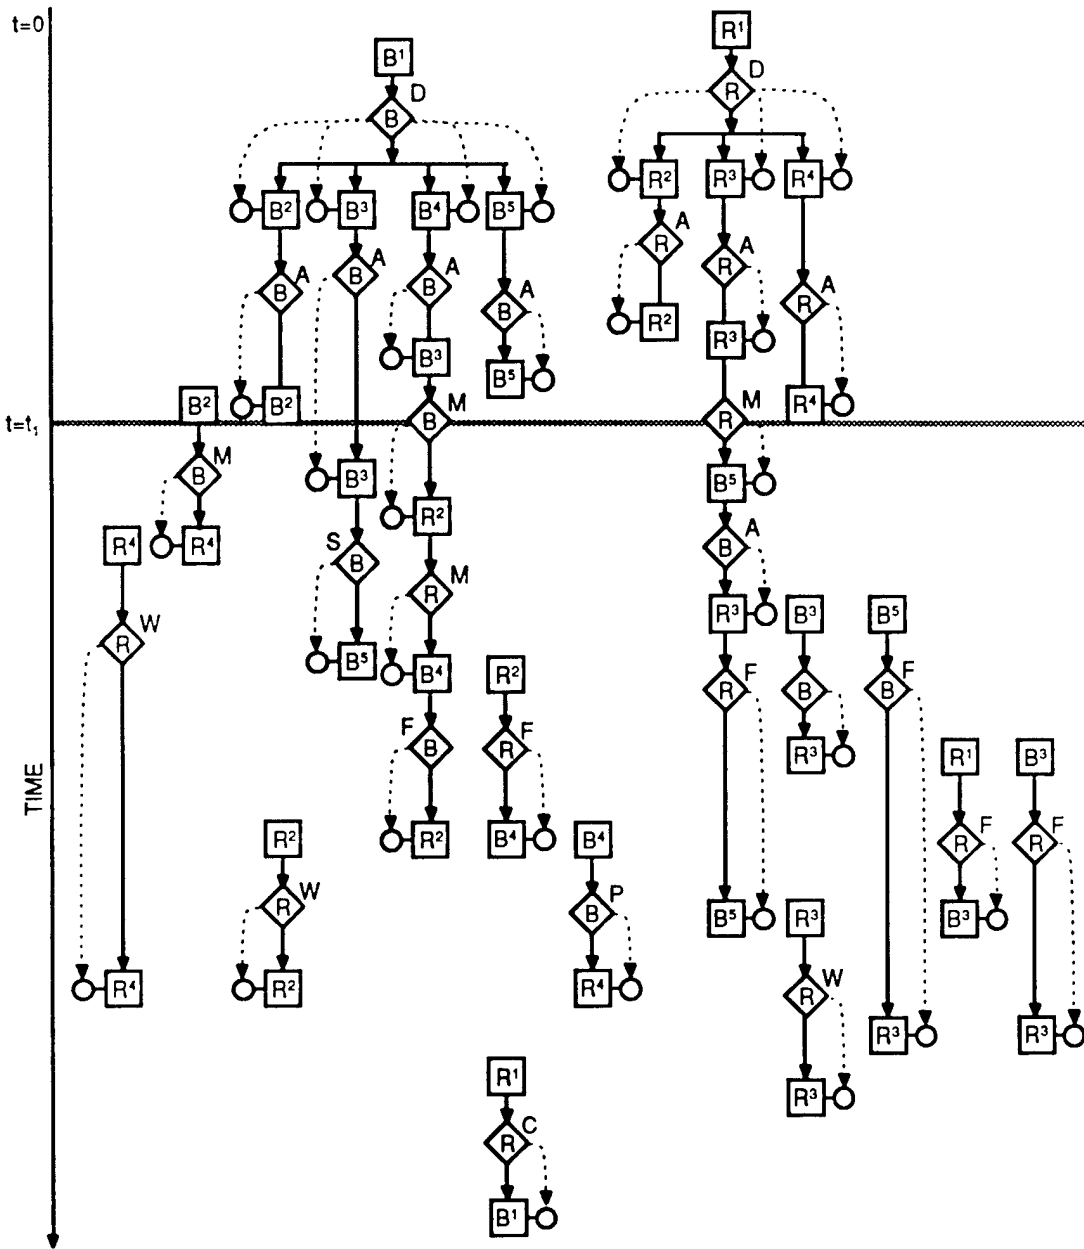 t=0
R¹
B¹
D
R
D
B
R² R³ R⁴
B² B³ B⁴ B⁵
A
R
A
B
A
R
A
B
A
B
A
R
A
B
R²
R³
B³
B⁵
B² B² R⁴
t=t₁
M
B
M
R
M
B
B³
B⁵
R²
R⁴ R⁴
A
B
S
B
M
R
R³ B³ B⁵
W
R
B⁵
B⁴ R²
F
R
B
F
B
F
B
F
R
R³
R¹ B³
TIME
R²
R²
B⁴
B⁴
F
R
F
R
W
R
P
B
B⁵
R³
B³
R⁴
R²
R⁴
W
R
R³
R³
R¹
R³
C
R
B¹